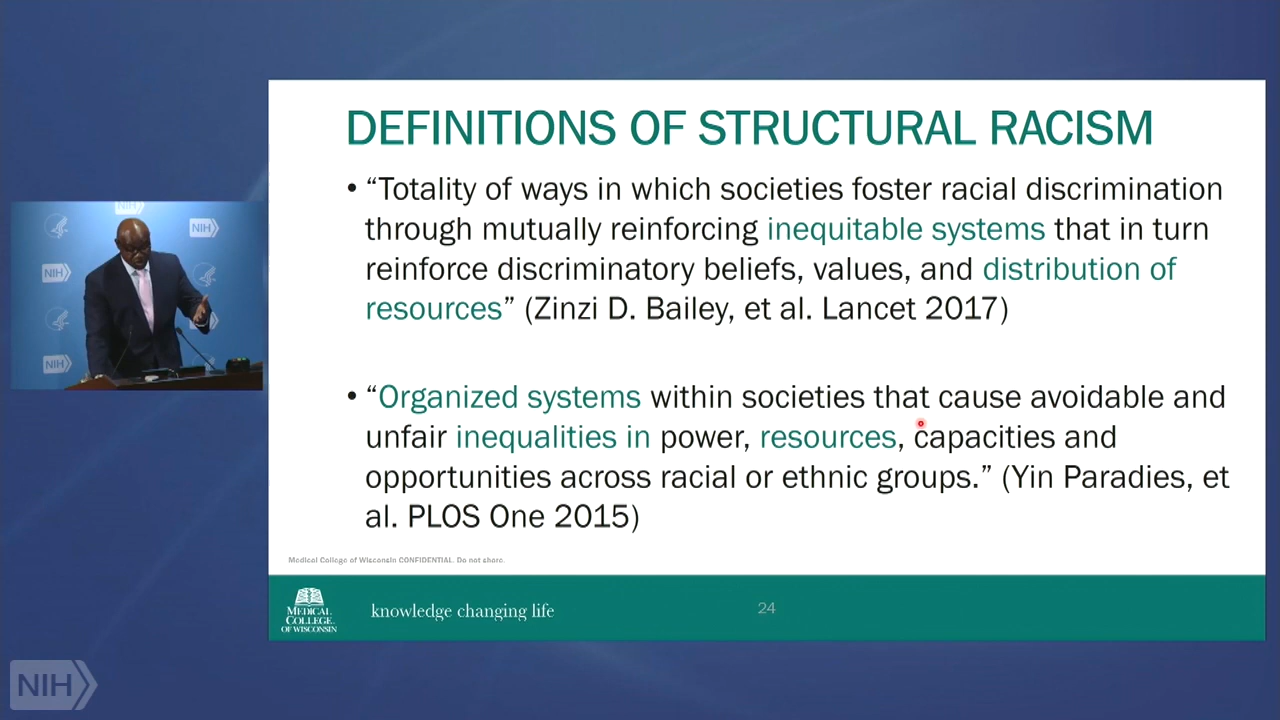 DEFINITIONS OF STRUCTURAL RACISM
• “Totality of ways in which societies foster racial discrimination
through mutually reinforcing inequitable systems that in turn
reinforce discriminatory beliefs, values, and distribution of
resources” (Zinzi D. Bailey, et al. Lancet 2017)
• “Organized systems within societies that cause avoidable and
unfair inequalities in power, resources, capacities and
opportunities across racial or ethnic groups.” (Yin Paradies, et
al. PLOS One 2015)
Medical College of Wisconsin CONFIDENTIAL. Do not share.
MEDICAL
COLLEGE
OF WISCONSIN
knowledge changing life
24
NIH
NIH
NIH
NIH